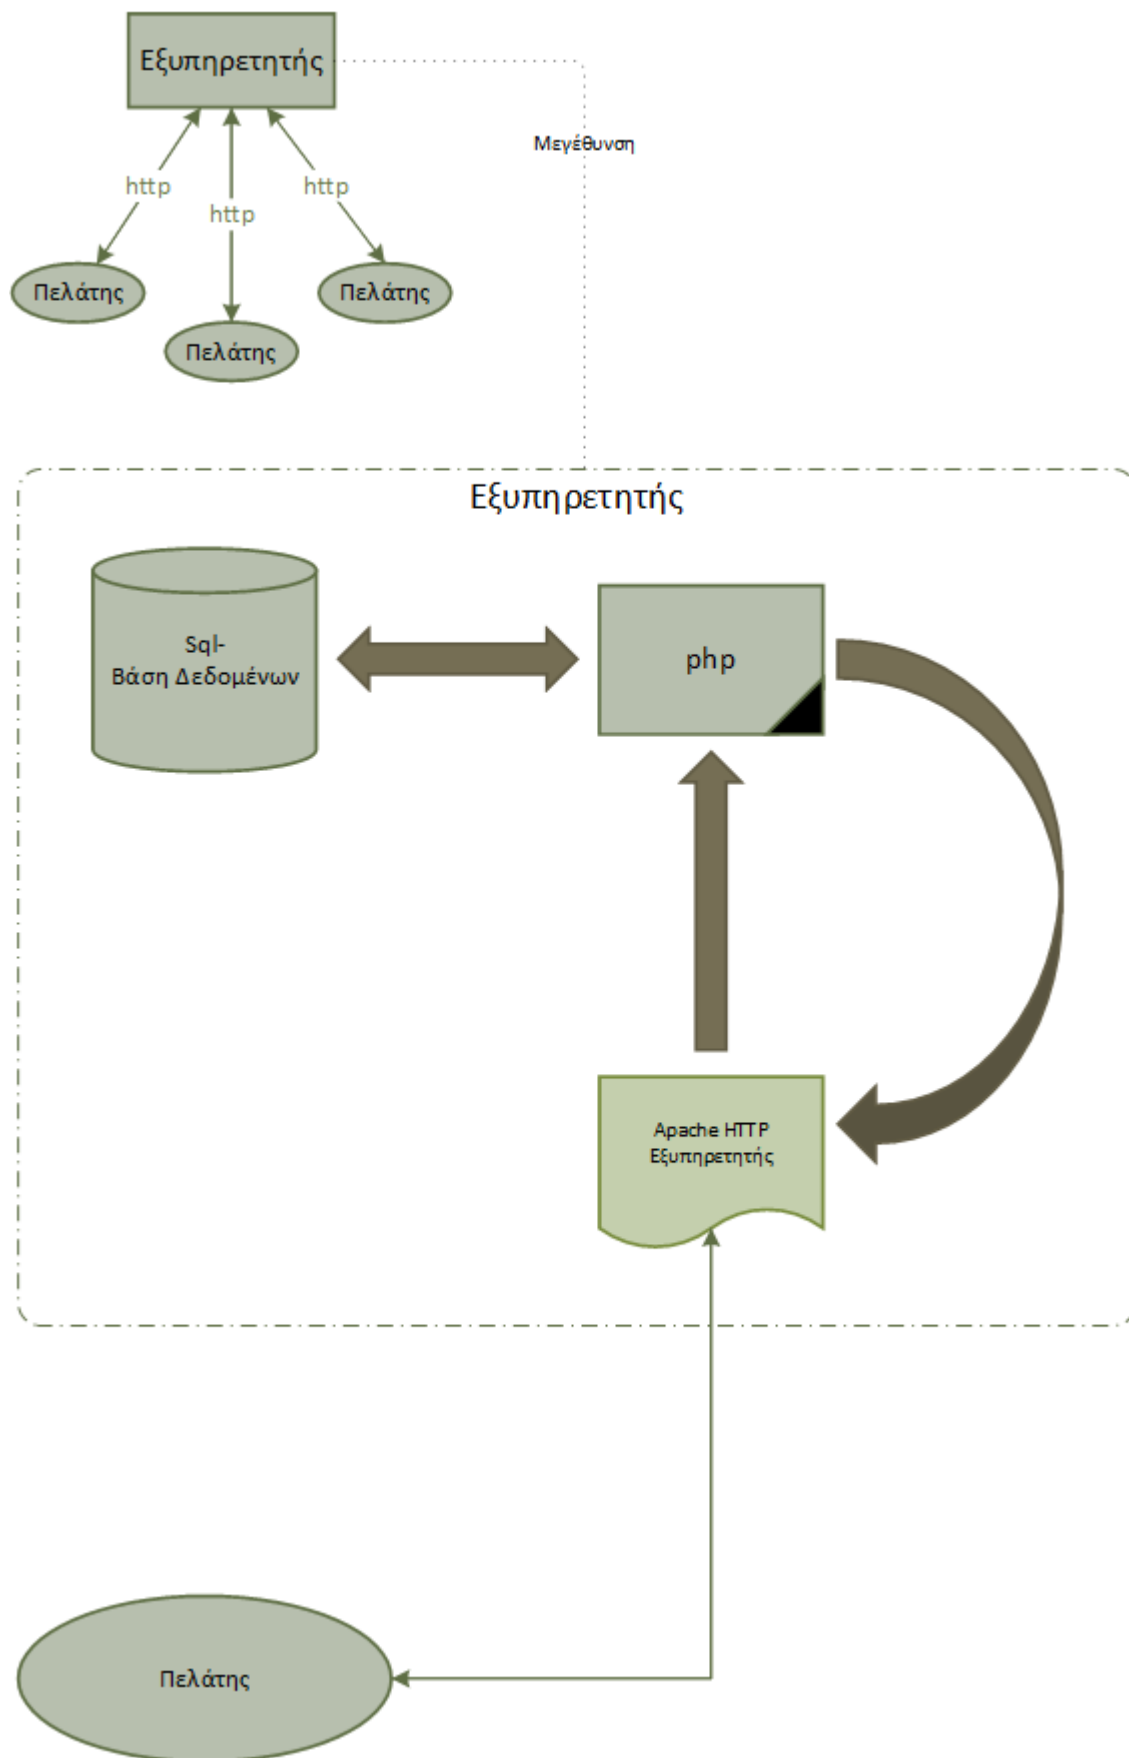 Εξυπηρετητής
Μεγέθυνση
http
http
http
Πελάτης
Πελάτης
Πελάτης
Εξυπηρετητής
Sql-
Βάση Δεδομένων
php
Apache HTTP
Εξυπηρετητής
Πελάτης